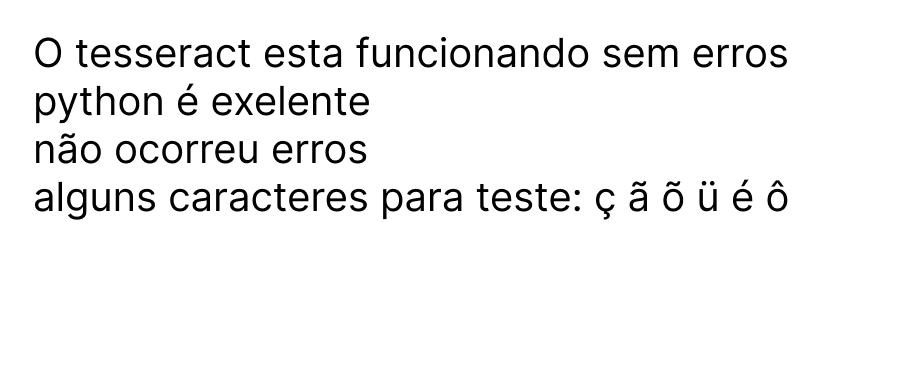 O tesseract esta funcionando sem erros
python é exelente
não ocorreu erros
alguns caracteres para teste: ç ã õ ü é ô